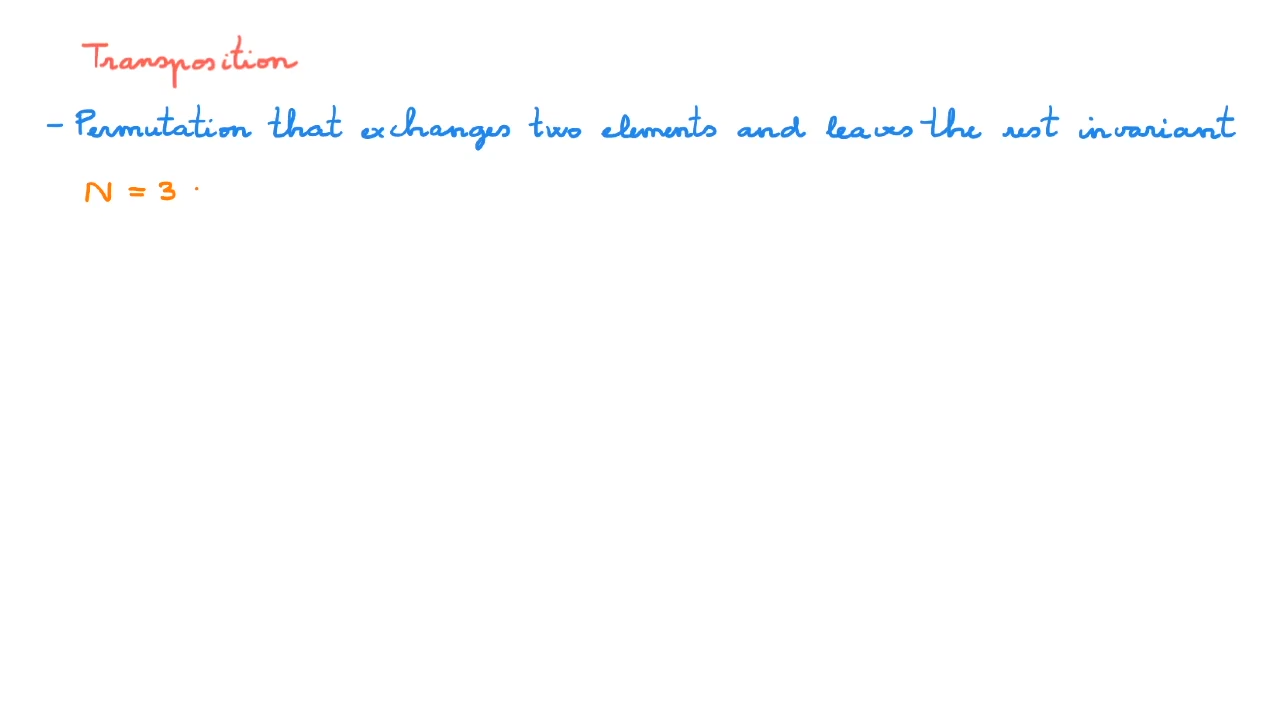 Transposition
- Permutation that exchanges two elements and leaves the rest invariant
N = 3 ·